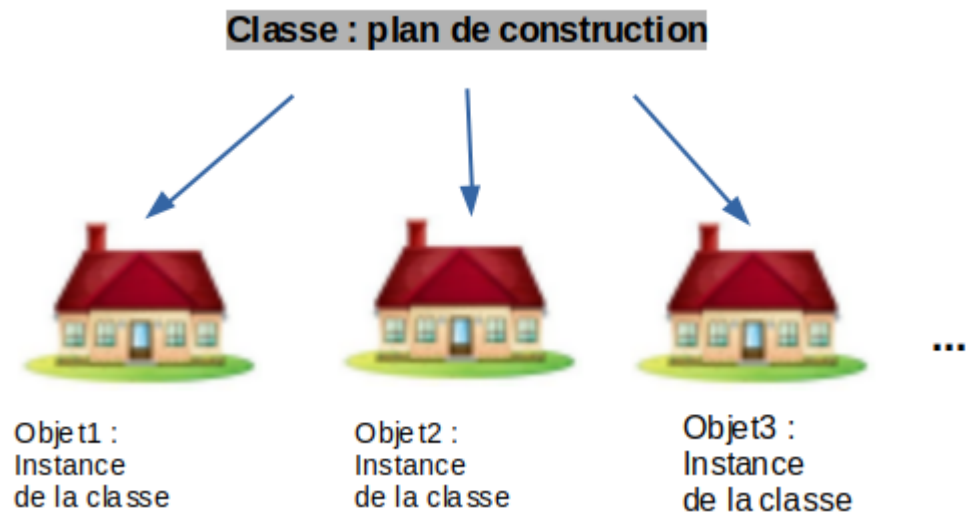 Classe : plan de construction
...
Objet1 :
Instance
de la classe
Objet2 :
Instance
de la classe
Objet3 :
Instance
de la classe